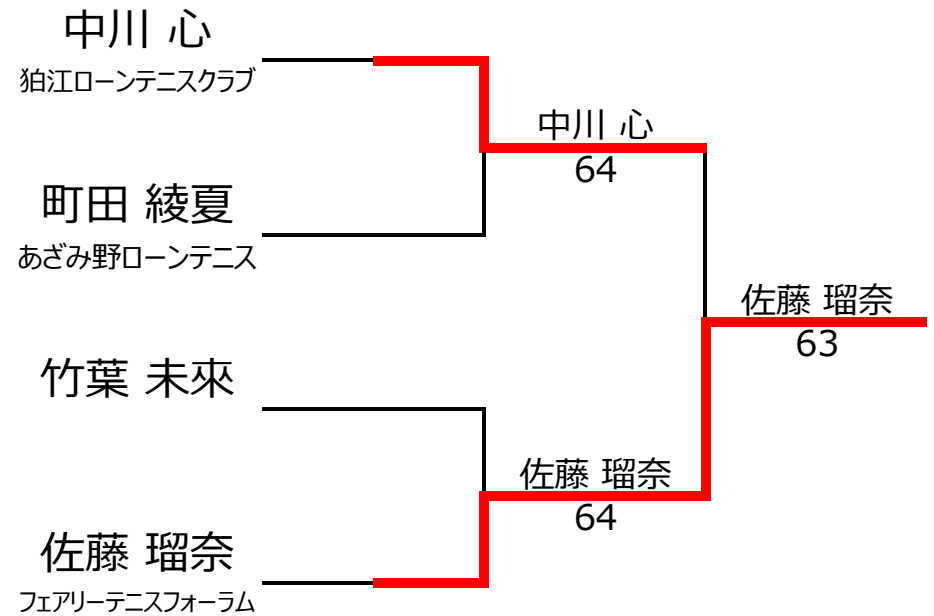 中川 心
狛江ローンテニスクラブ
中川 心
64
町田 綾夏
あざみ野ローンテニス
佐藤 瑠奈
63
竹葉 未來
佐藤 瑠奈
64
佐藤 瑠奈
フェアリーテニスフォーラム